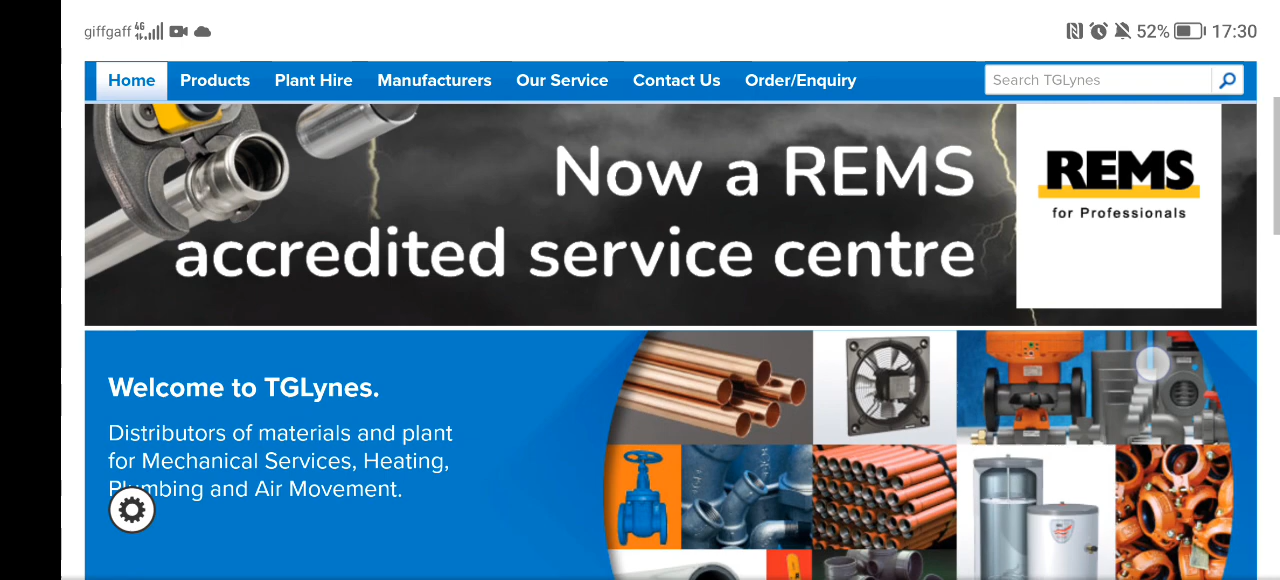 giffgaff 4G 52% 17:30
Home Products Plant Hire Manufacturers Our Service Contact Us Order/Enquiry Search TGLynes
Now a REMS
accredited service centre
REMS
for Professionals
Welcome to TGLynes.
Distributors of materials and plant
for Mechanical Services, Heating,
Plumbing and Air Movement.